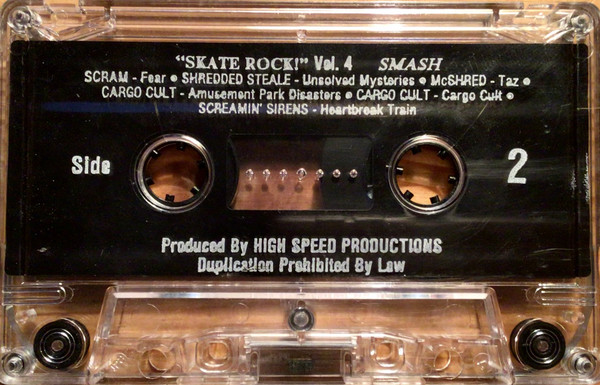 "SKATE ROCK!" Vol. 4 SMASH
SCRAM - Fear ● SHREDDED STEALE - Unsolved Mysteries ● McSHRED - Taz ●
CARGO CULT - Amusement Park Disasters ● CARGO CULT - Cargo Cult ●
SCREAMIN' SIRENS - Heartbreak Train
Side 2
Produced By HIGH SPEED PRODUCTIONS
Duplication Prohibited By Law